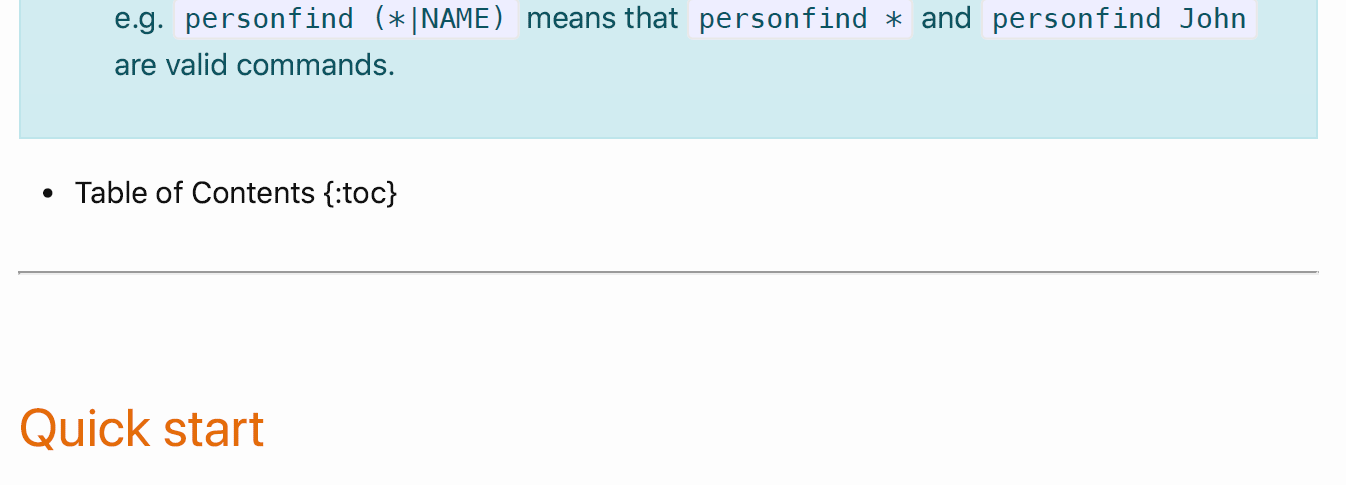 e.g. personfind (*|NAME) means that personfind * and personfind John
are valid commands.
• Table of Contents {:toc}
Quick start